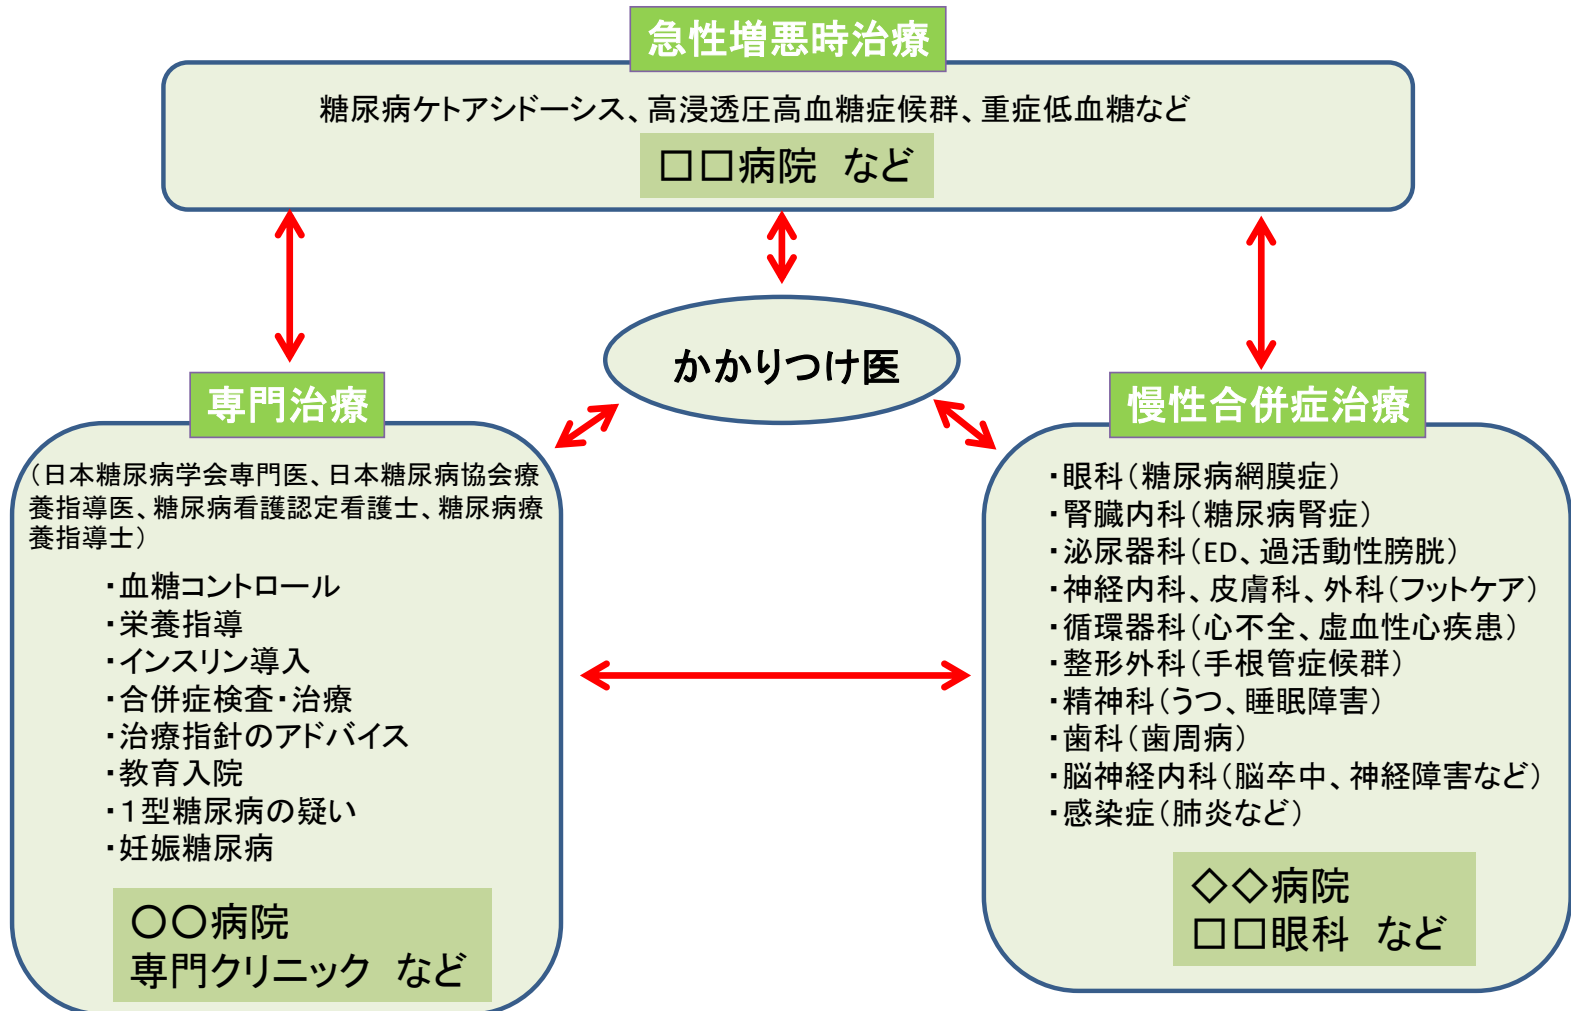 急性増悪時治療
糖尿病ケトアシドーシス、高浸透圧高血糖症候群、重症低血糖など
□□病院　など
かかりつけ医
専門治療
（日本糖尿病学会専門医、日本糖尿病協会療
養指導医、糖尿病看護認定看護士、糖尿病療
養指導士）
・血糖コントロール
・栄養指導
・インスリン導入
・合併症検査・治療
・治療指針のアドバイス
・教育入院
・１型糖尿病の疑い
・妊娠糖尿病
〇〇病院
専門クリニック　など
慢性合併症治療
・眼科（糖尿病網膜症）
・腎臓内科（糖尿病腎症）
・泌尿器科（ED、過活動性膀胱）
・神経内科、皮膚科、外科（フットケア）
・循環器科（心不全、虚血性心疾患）
・整形外科（手根管症候群）
・精神科（うつ、睡眠障害）
・歯科（歯周病）
・脳神経内科（脳卒中、神経障害など）
・感染症（肺炎など）
◇◇病院
□□眼科　など